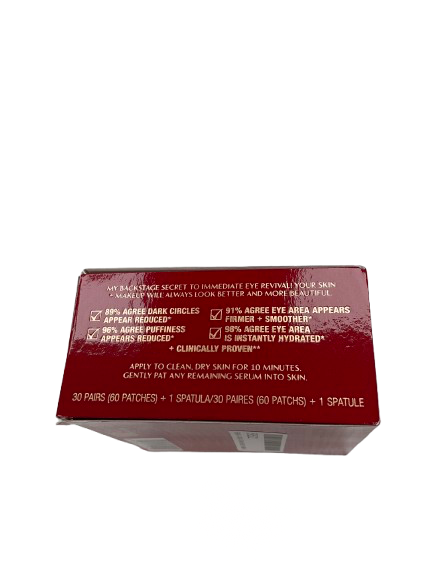 MY BACKSTAGE SECRET TO IMMEDIATE EYE REVIVAL! YOUR SKIN
+ MAKEUP WILL ALWAYS LOOK BETTER AND MORE BEAUTIFUL.
89% AGREE DARK CIRCLES
APPEAR REDUCED*
91% AGREE EYE AREA APPEARS
FIRMER + SMOOTHER*
96% AGREE PUFFINESS
APPEARS REDUCED*
98% AGREE EYE AREA
IS INSTANTLY HYDRATED*
+ CLINICALLY PROVEN**
APPLY TO CLEAN, DRY SKIN FOR 10 MINUTES.
GENTLY PAT ANY REMAINING SERUM INTO SKIN.
30 PAIRS (60 PATCHES) + 1 SPATULA/30 PAIRES (60 PATCHS) + 1 SPATULE